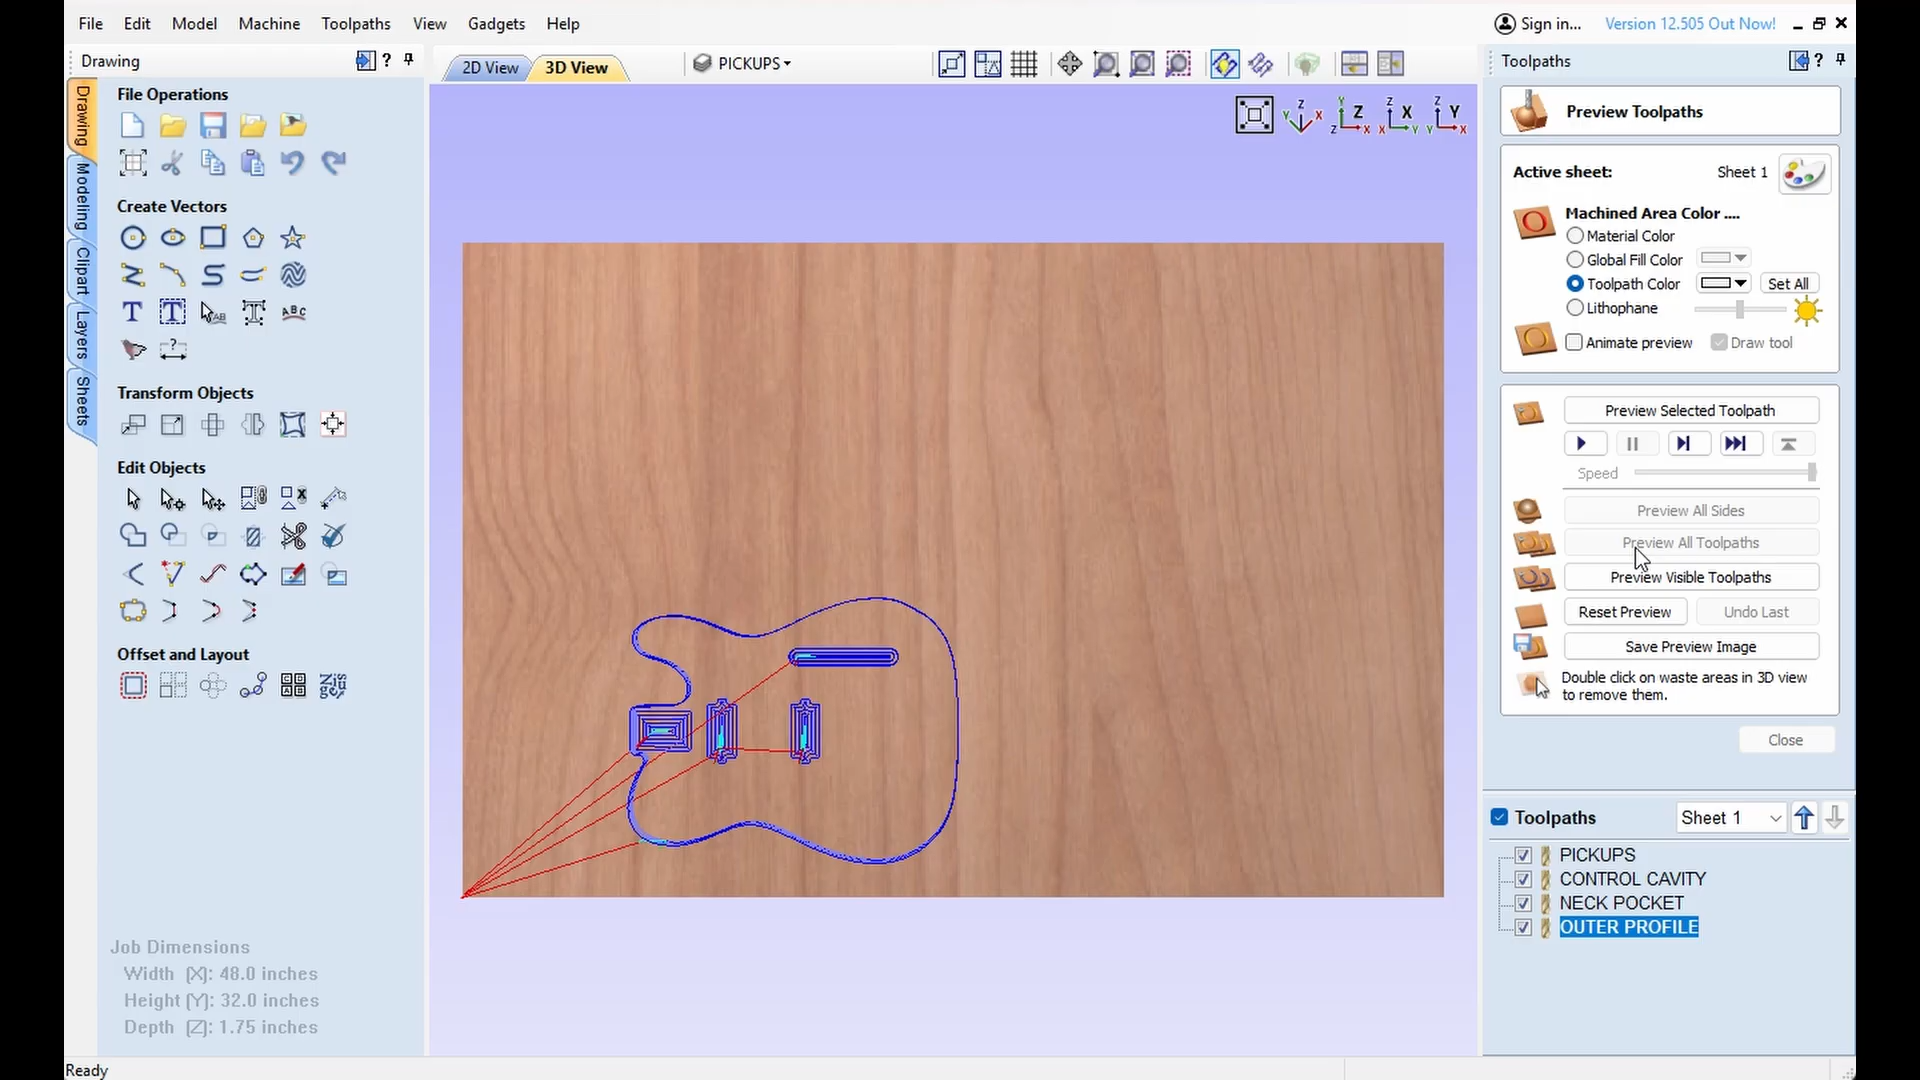 File Edit Model Machine Toolpaths View Gadgets Help
Sign in... Version 12.505 Out Now!
Drawing
2D View 3D View PICKUPS
Toolpaths
Drawing
Modeling
Clipart
Layers
Sheets
File Operations
Create Vectors
Transform Objects
Edit Objects
Offset and Layout
Job Dimensions
Width (X): 48.0 inches
Height (Y): 32.0 inches
Depth (Z): 1.75 inches
Ready
Preview Toolpaths
Active sheet: Sheet 1
Machined Area Color ....
Material Color
Global Fill Color
Toolpath Color Set All
Lithophane
Animate preview Draw tool
Preview Selected Toolpath
Speed
Preview All Sides
Preview All Toolpaths
Preview Visible Toolpaths
Reset Preview Undo Last
Save Preview Image
Double click on waste areas in 3D view
to remove them.
Close
Toolpaths Sheet 1
PICKUPS
CONTROL CAVITY
NECK POCKET
OUTER PROFILE